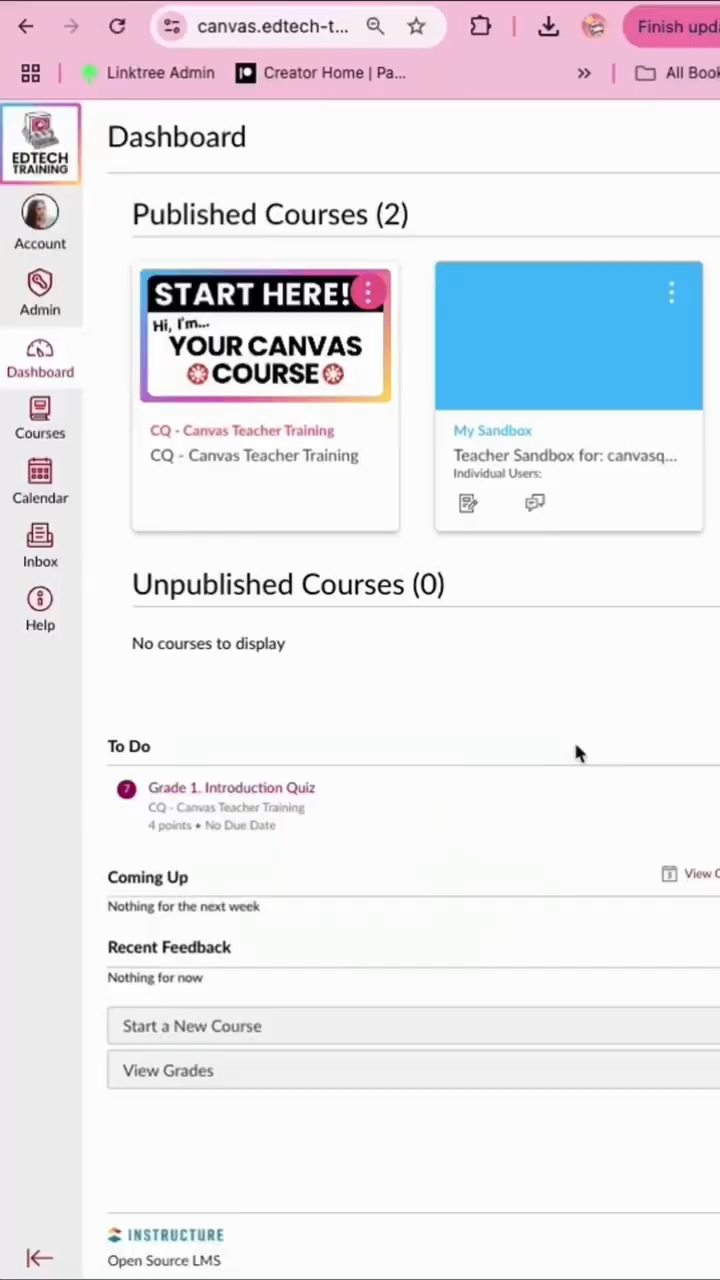 canvas.edtech-t...
Finish upda
Linktree Admin
Creator Home | Pa...
All Book
EDTECH
TRAINING
Account
Admin
Dashboard
Courses
Calendar
Inbox
Help
Dashboard
Published Courses (2)
START HERE!
Hi, I'm...
YOUR CANVAS
COURSE
CQ - Canvas Teacher Training
CQ - Canvas Teacher Training
My Sandbox
Teacher Sandbox for: canvasq...
Individual Users:
Unpublished Courses (0)
No courses to display
To Do
7
Grade 1. Introduction Quiz
CQ - Canvas Teacher Training
4 points • No Due Date
Coming Up
View C
Nothing for the next week
Recent Feedback
Nothing for now
Start a New Course
View Grades
INSTRUCTURE
Open Source LMS